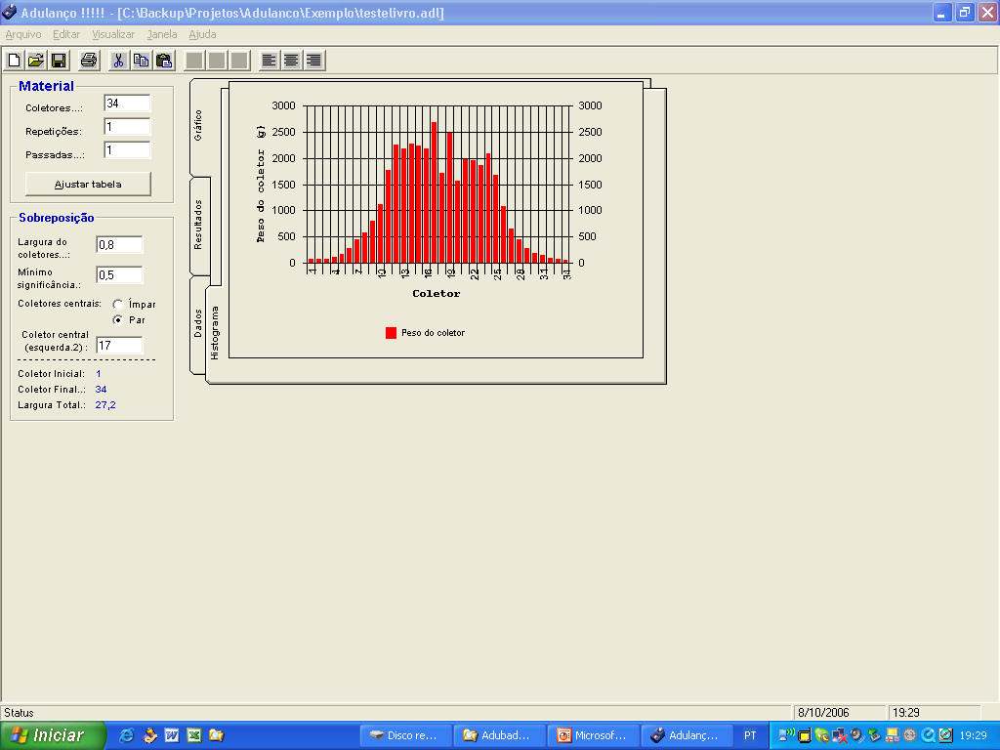 Adulanço !!!!! - [C:\Backup\Projetos\Adulanco\Exemplo\testelivro.adl]
Arquivo Editar Visualizar Janela Ajuda
Material
Coletores...: 34
Repetições: 1
Passadas...: 1
Ajustar tabela
Sobreposição
Largura do
coletores...: 0,8
Mínimo
significância.: 0,5
Coletores centrais: Ímpar
Par
Coletor central
(esquerda.2) : 17
Coletor Inicial: 1
Coletor Final..: 34
Largura Total.: 27,2
Gráfico
Resultados
Dados
Histograma
Peso do coletor (g)
3000 3000
2500 2500
2000 2000
1500 1500
1000 1000
500 500
0 0
1 4 7 10 13 16 19 22 25 28 31 34
Coletor
Peso do coletor
Status 8/10/2006 19:29
Iniciar Disco re... Adubad... Microsof... Adulanç... PT 19:29